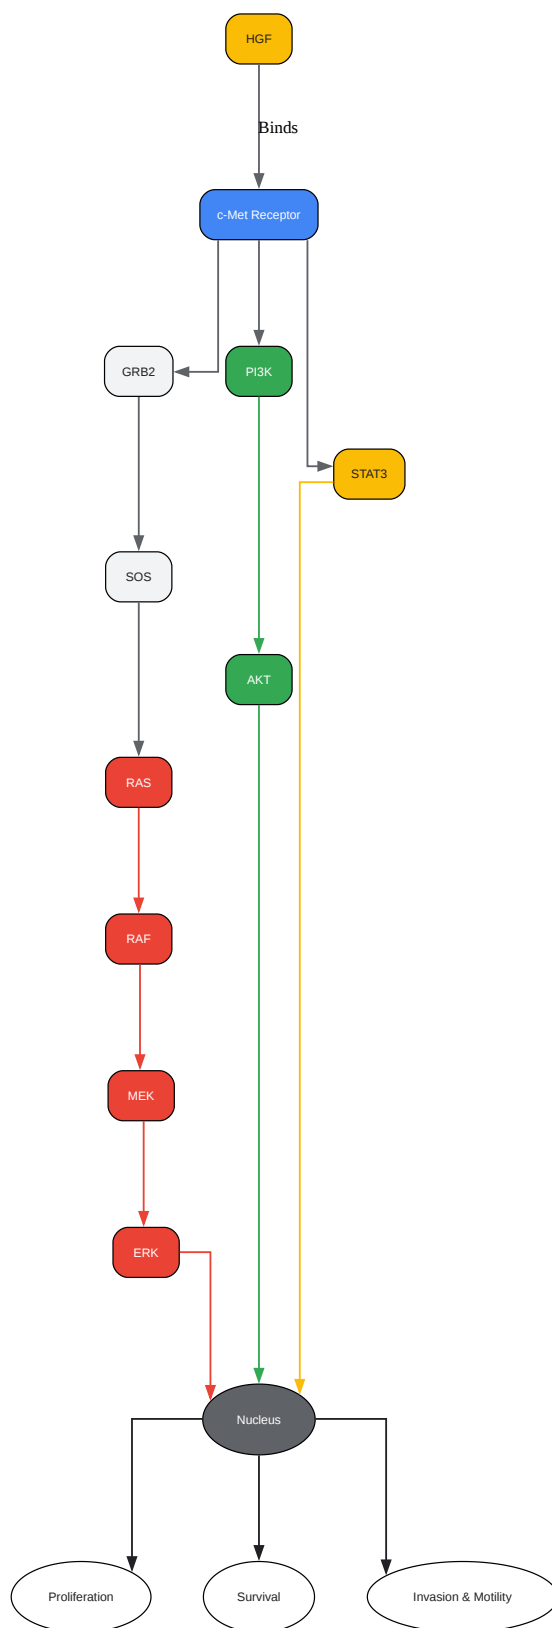 HGF
Binds
c-Met Receptor
GRB2
PI3K
STAT3
SOS
AKT
RAS
RAF
MEK
ERK
Nucleus
Proliferation
Survival
Invasion & Motility